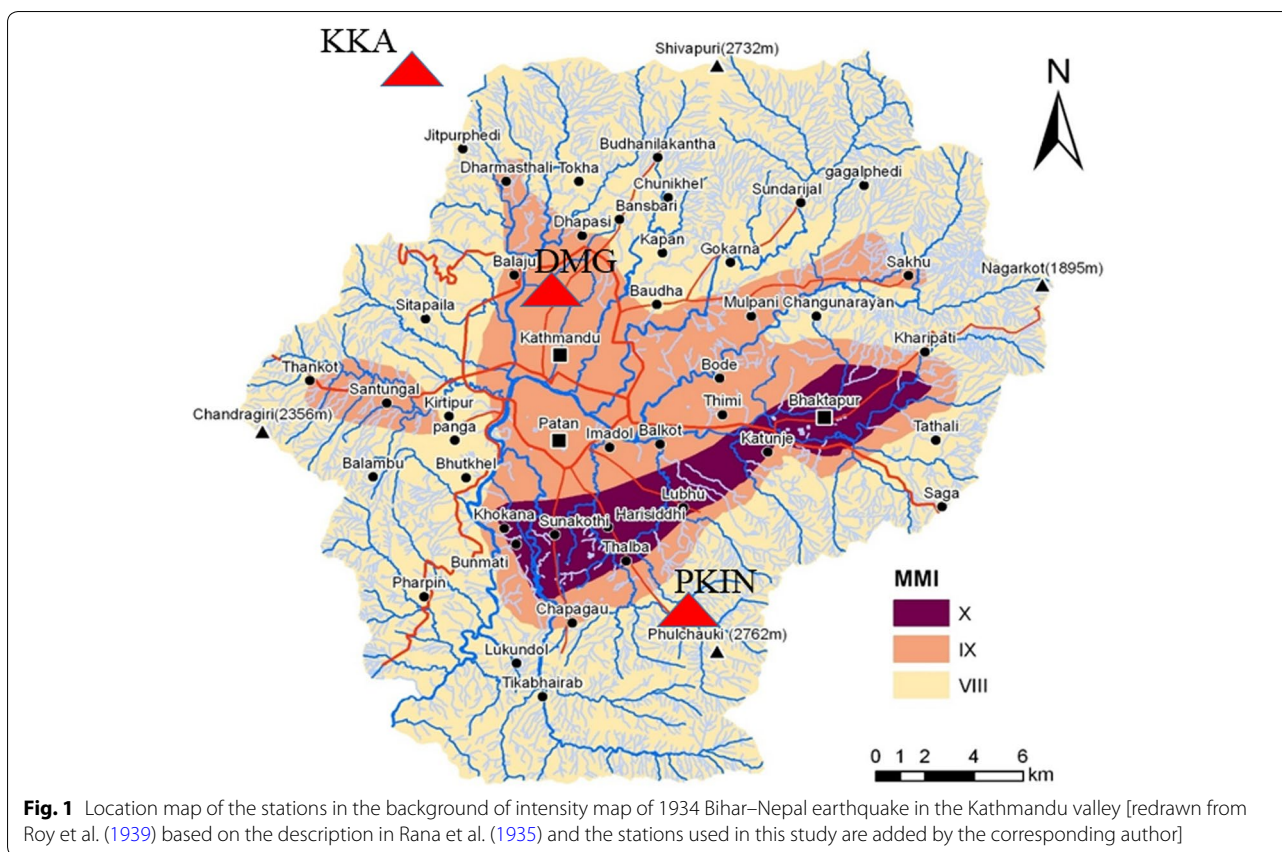 KKA
Shivapuri(2732m)
N
Jitpurphedi
Budhanilakantha
Dharmasthali Tokha
Chunikhel
Sundarijal
gagalphedi
Bansbari
Dhapasi
Kapan
Gokarna
Balaju
DMG
Sakhu
Nagarkot(1895m)
Baudha
Sitapaila
Mulpani Changunarayan
Kathmandu
Kharipati
Thankot
Bode
Santungal
Thimi
Bhaktapur
Chandragiri(2356m)
Kirtipur
panga
Patan
Imadol
Balkot
Katunje
Tathali
Balambu
Bhutkhel
Lubhu
Saga
Khokana
Sunakothi
Harisiddhi
Thalba
Bunmati
Pharpin
PKIN
MMI
X
Chapagau
Phulchauki (2762m)
IX
Lukundol
VIII
Tikabhairab
0 1 2 4 6
km
Fig. 1 Location map of the stations in the background of intensity map of 1934 Bihar–Nepal earthquake in the Kathmandu valley [redrawn from
Roy et al. (1939) based on the description in Rana et al. (1935) and the stations used in this study are added by the corresponding author]